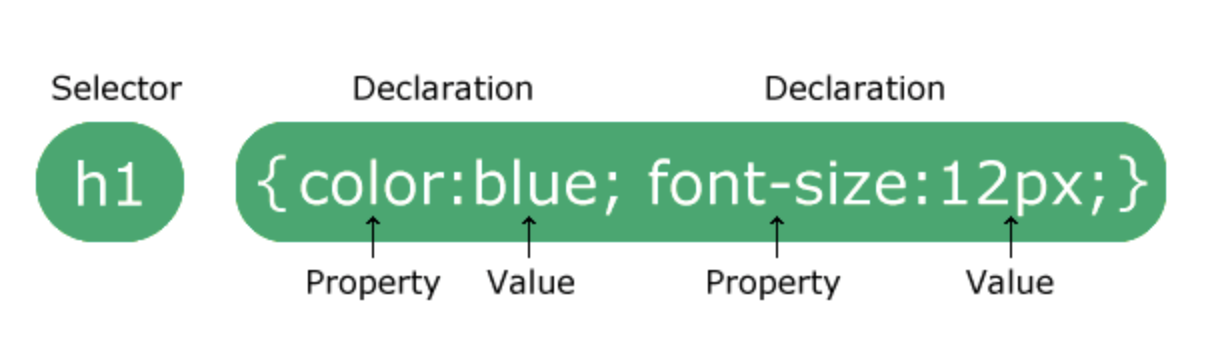 Selector Declaration Declaration
h1 {color:blue; font-size:12px;}
Property Value Property Value